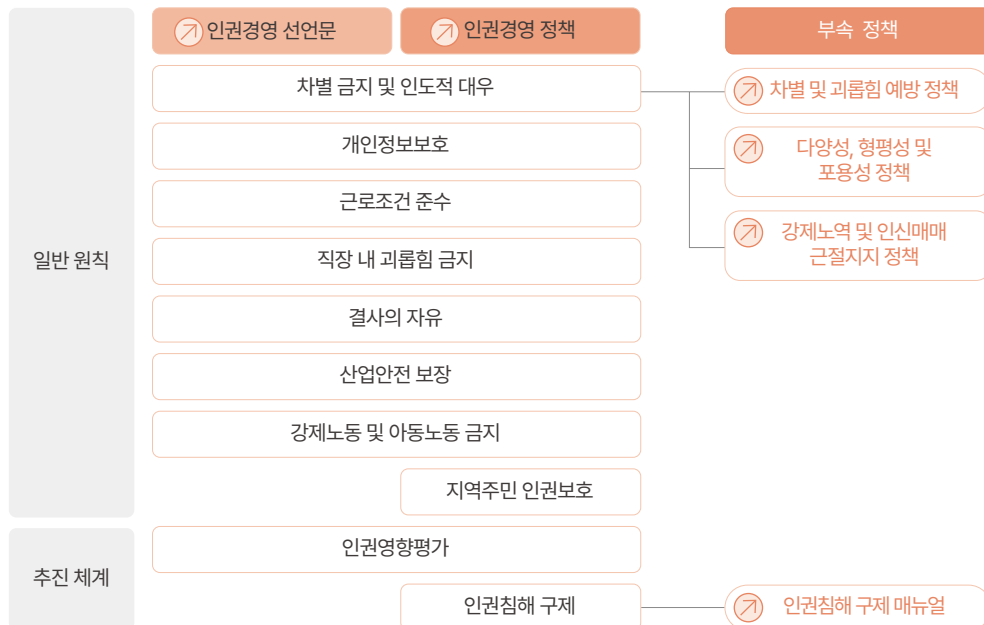 인권경영 선언문
인권경영 정책
부속 정책
일반 원칙
차별 금지 및 인도적 대우
개인정보보호
근로조건 준수
직장 내 괴롭힘 금지
결사의 자유
산업안전 보장
강제노동 및 아동노동 금지
지역주민 인권보호
차별 및 괴롭힘 예방 정책
다양성, 형평성 및
포용성 정책
강제노역 및 인신매매
근절지지 정책
추진 체계
인권영향평가
인권침해 구제
인권침해 구제 매뉴얼